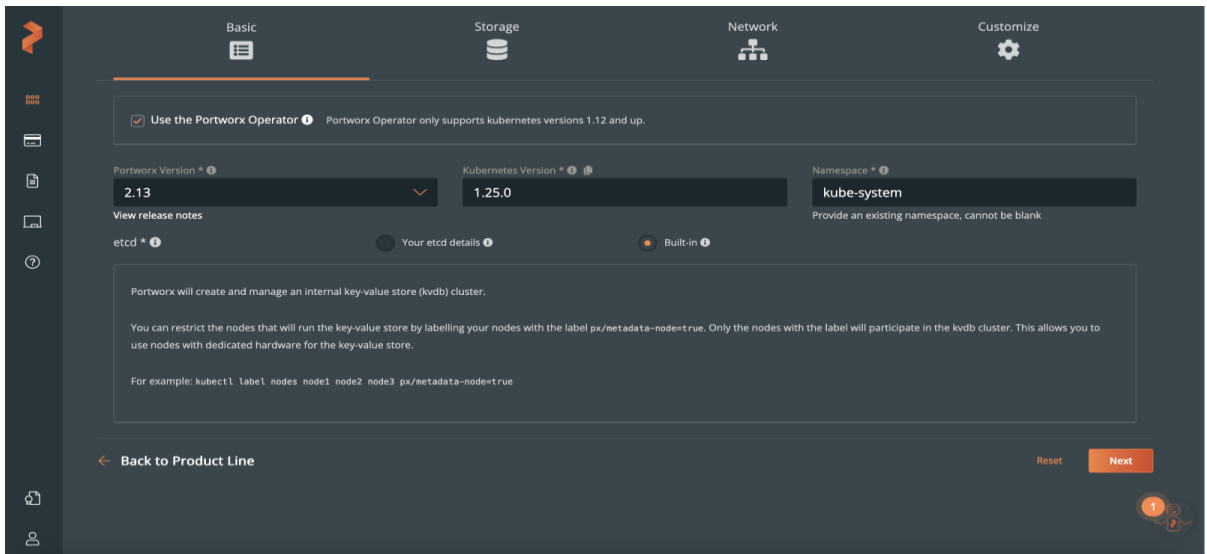 Basic
Storage
Network
Customize
Use the Portworx Operator Portworx Operator only supports kubernetes versions 1.12 and up.
Portworx Version *
Kubernetes Version *
Namespace *
2.13
1.25.0
kube-system
View release notes
Provide an existing namespace, cannot be blank
etcd *
Your etcd details
Built-in
Portworx will create and manage an internal key-value store (kvdb) cluster.
You can restrict the nodes that will run the key-value store by labelling your nodes with the label px/metadata-node=true. Only the nodes with the label will participate in the kvdb cluster. This allows you to
use nodes with dedicated hardware for the key-value store.
For example: kubectl label nodes node1 node2 node3 px/metadata-node=true
Back to Product Line
Reset
Next
1